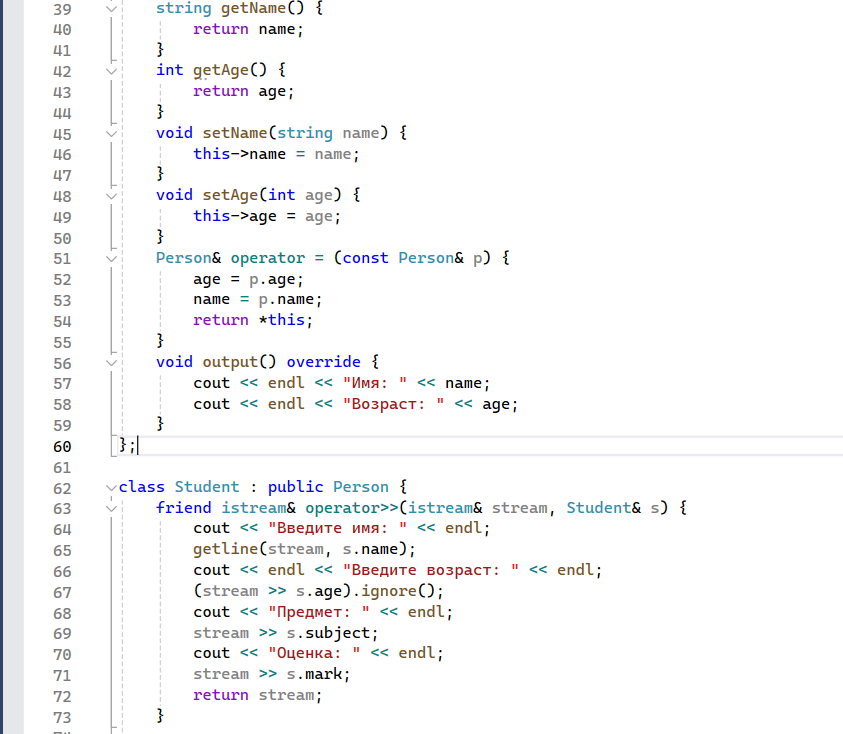 39 string getName() {
40 return name;
41 }
42 int getAge() {
43 return age;
44 }
45 void setName(string name) {
46 this->name = name;
47 }
48 void setAge(int age) {
49 this->age = age;
50 }
51 Person& operator = (const Person& p) {
52 age = p.age;
53 name = p.name;
54 return *this;
55 }
56 void output() override {
57 cout << endl << "Имя: " << name;
58 cout << endl << "Возраст: " << age;
59 }
60 };
61
62 class Student : public Person {
63 friend istream& operator>>(istream& stream, Student& s) {
64 cout << "Введите имя: " << endl;
65 getline(stream, s.name);
66 cout << endl << "Введите возраст: " << endl;
67 (stream >> s.age).ignore();
68 cout << "Предмет: " << endl;
69 stream >> s.subject;
70 cout << "Оценка: " << endl;
71 stream >> s.mark;
72 return stream;
73 }